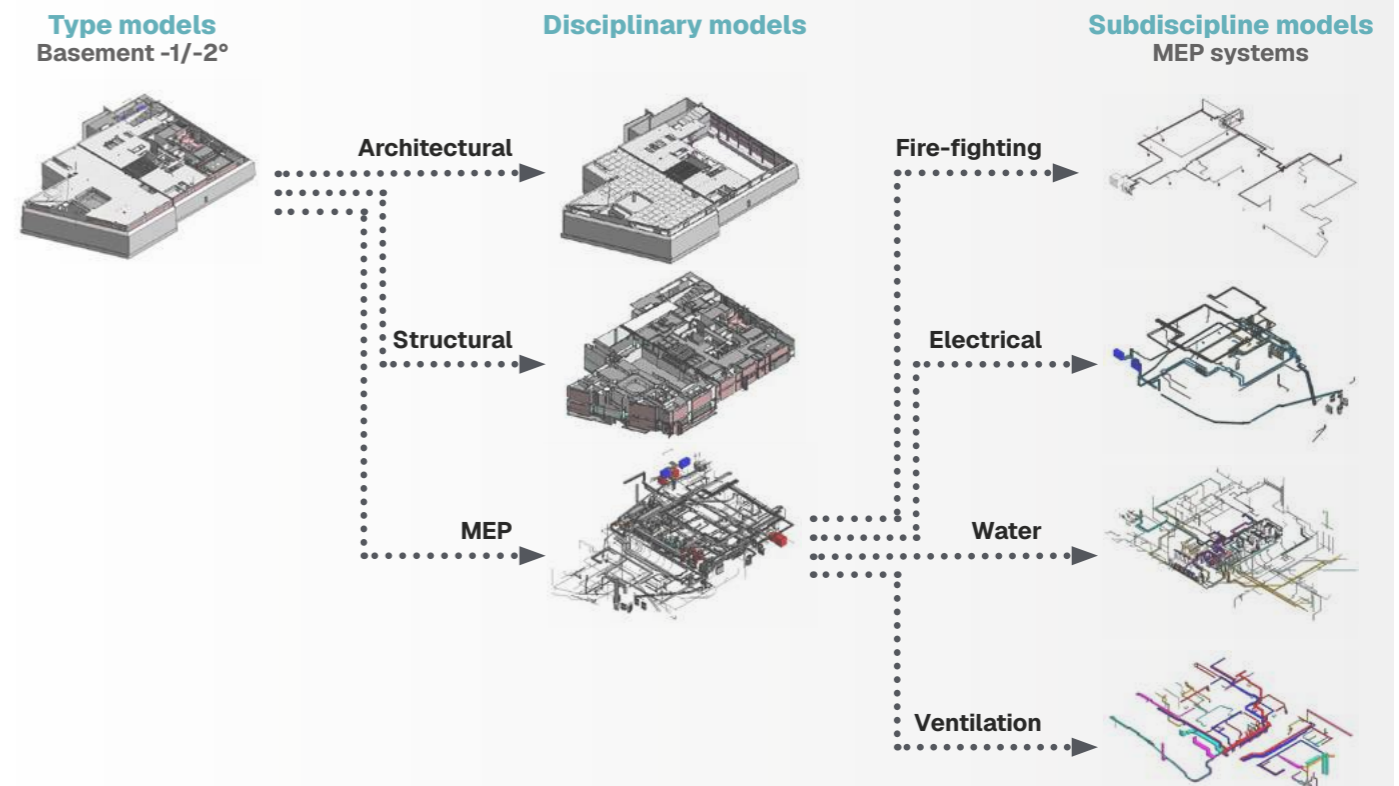 Type models
Basement -1/-2°
Disciplinary models
Subdiscipline models
MEP systems
Architectural
Structural
MEP
Fire-fighting
Electrical
Water
Ventilation